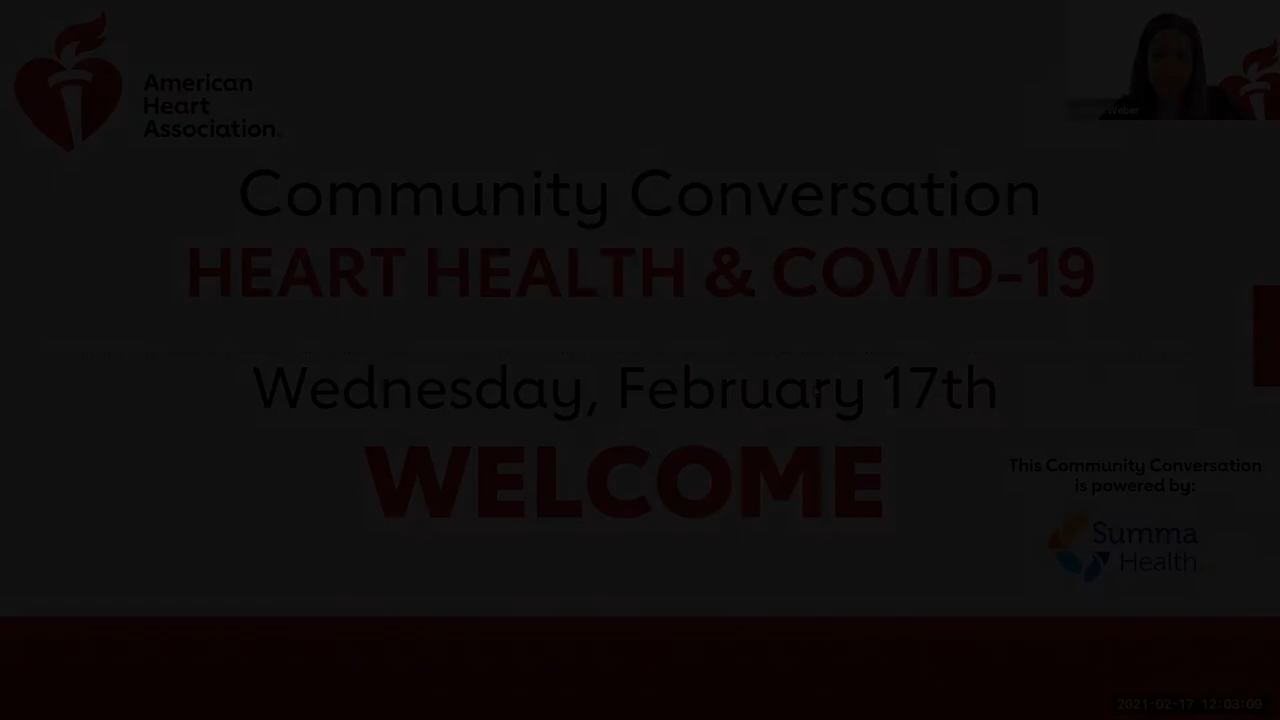 American
Heart
Association.
Weber
Community Conversation
HEART HEALTH & COVID-19
Wednesday, February 17th
WELCOME
This Community Conversation
is powered by:
Summa
Health
2021-02-17 12:03:09